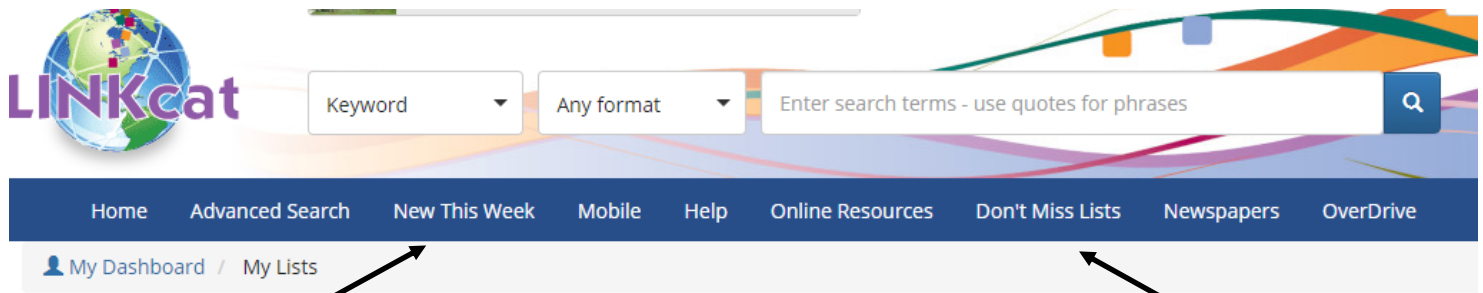 LINKcat
Keyword Any format Enter search terms - use quotes for phrases
Home Advanced Search New This Week Mobile Help Online Resources Don't Miss Lists Newspapers OverDrive
My Dashboard / My Lists